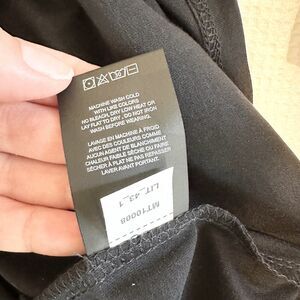 MACHINE WASH COLD
WITH LIKE COLORS
NO BLEACH, DRY LOW HEAT OR
LAY FLAT TO DRY . DO NOT IRON
WASH BEFORE WEARING.
LAVAGE EN MACHINE À FROID
AVEC DES COULEURS COMME
AUCUN AGENT DE BLANCHIMENT
CHALEUR FAIBLE SÈCHE OU
SÉCHER À PLAT NE PAS REPASSER
LAVER AVANT PORTANT.
LIT_43_1
MT10088